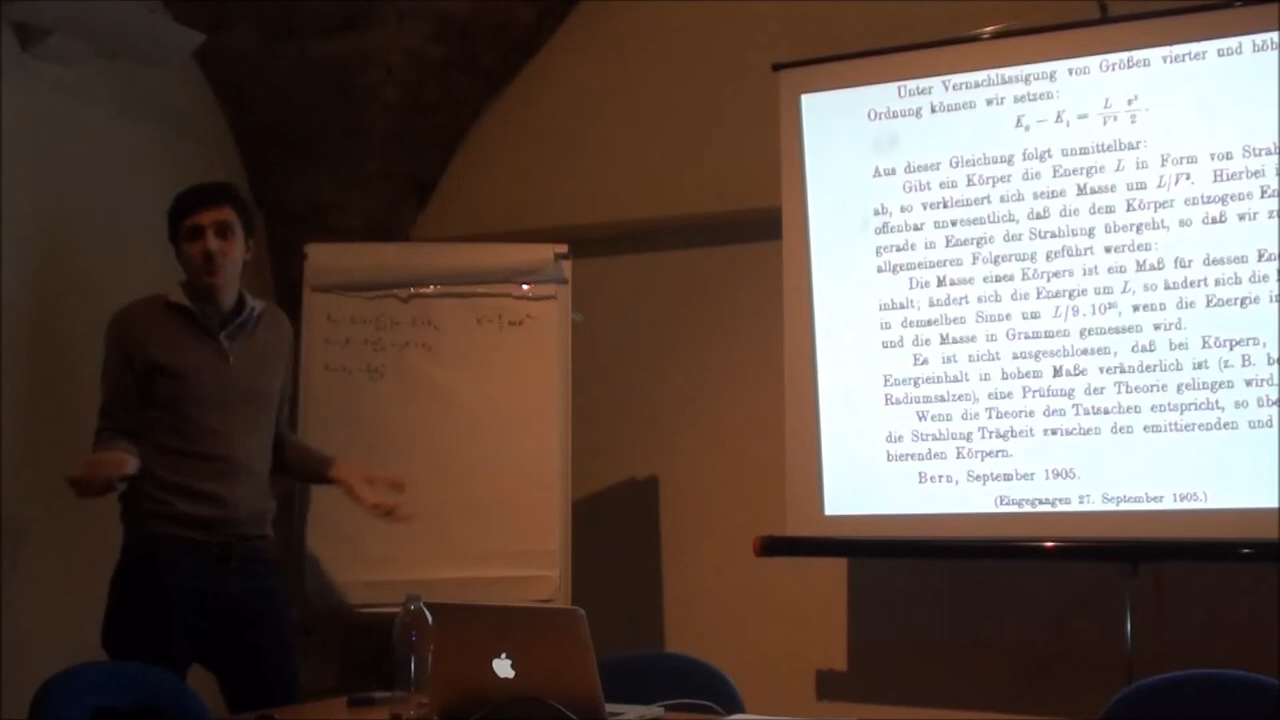 Unter Vernachlässigung von Größen vierter und höh
Ordnung können wir setzen:
K₀ − K₁ = L/V² v²/2 .
Aus dieser Gleichung folgt unmittelbar:
Gibt ein Körper die Energie L in Form von Strah
ab, so verkleinert sich seine Masse um L/V². Hierbei i
offenbar unwesentlich, daß die dem Körper entzogene En
gerade in Energie der Strahlung übergeht, so daß wir z
allgemeineren Folgerung geführt werden:
Die Masse eines Körpers ist ein Maß für dessen En
inhalt; ändert sich die Energie um L, so ändert sich die
in demselben Sinne um L/9.10²⁰, wenn die Energie i
und die Masse in Grammen gemessen wird.
Es ist nicht ausgeschlossen, daß bei Körpern,
Energieinhalt in hohem Maße veränderlich ist (z. B. be
Radiumsalzen), eine Prüfung der Theorie gelingen wird.
Wenn die Theorie den Tatsachen entspricht, so übe
die Strahlung Trägheit zwischen den emittierenden und
bierenden Körpern.
Bern, September 1905.
(Eingegangen 27. September 1905.)